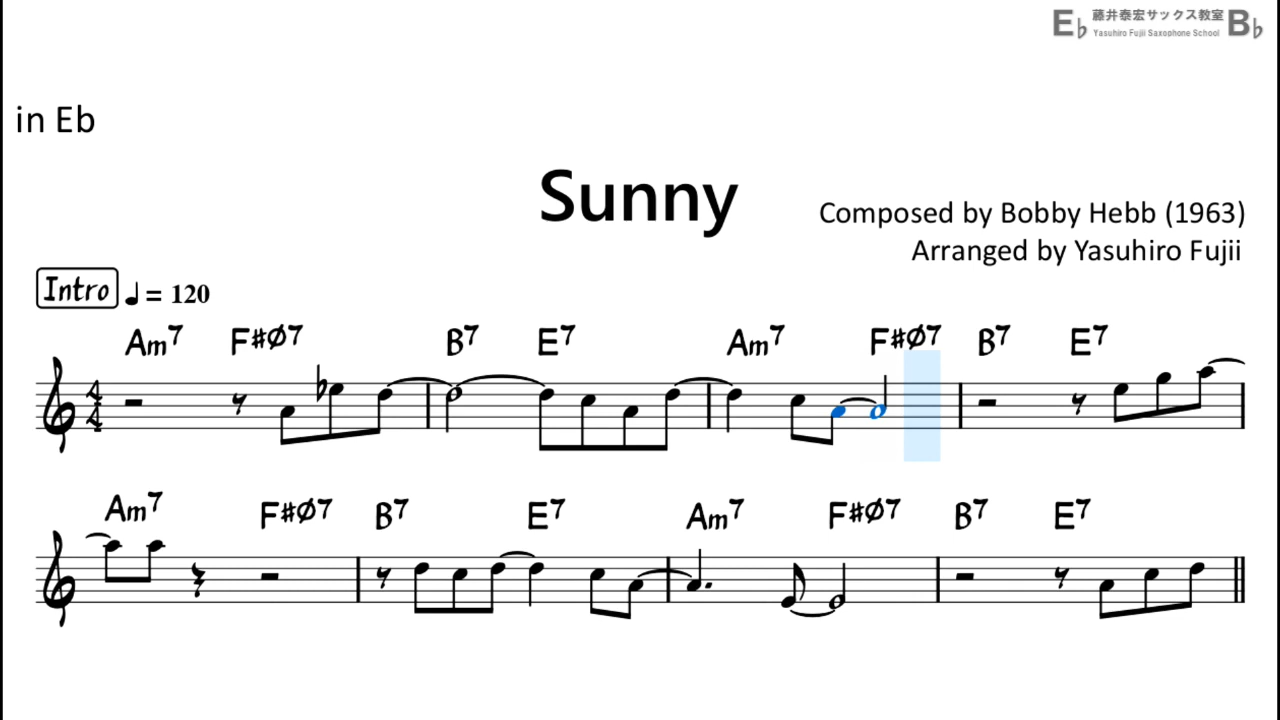 E♭ 藤井泰宏サックス教室 B♭
Yasuhiro Fujii Saxophone School
in Eb
Sunny
Composed by Bobby Hebb (1963)
Arranged by Yasuhiro Fujii
Intro ♩= 120
Am7 F#Ø7 B7 E7 Am7 F#Ø7 B7 E7
4
4
Am7 F#Ø7 B7 E7 Am7 F#Ø7 B7 E7